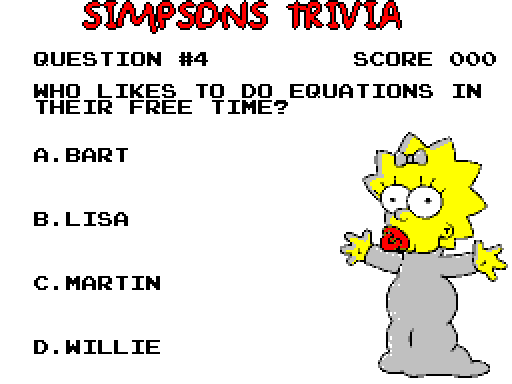 SIMPSONS TRIVIA
QUESTION #4 SCORE 000
WHO LIKES TO DO EQUATIONS IN
THEIR FREE TIME?
A.BART
B.LISA
C.MARTIN
D.WILLIE